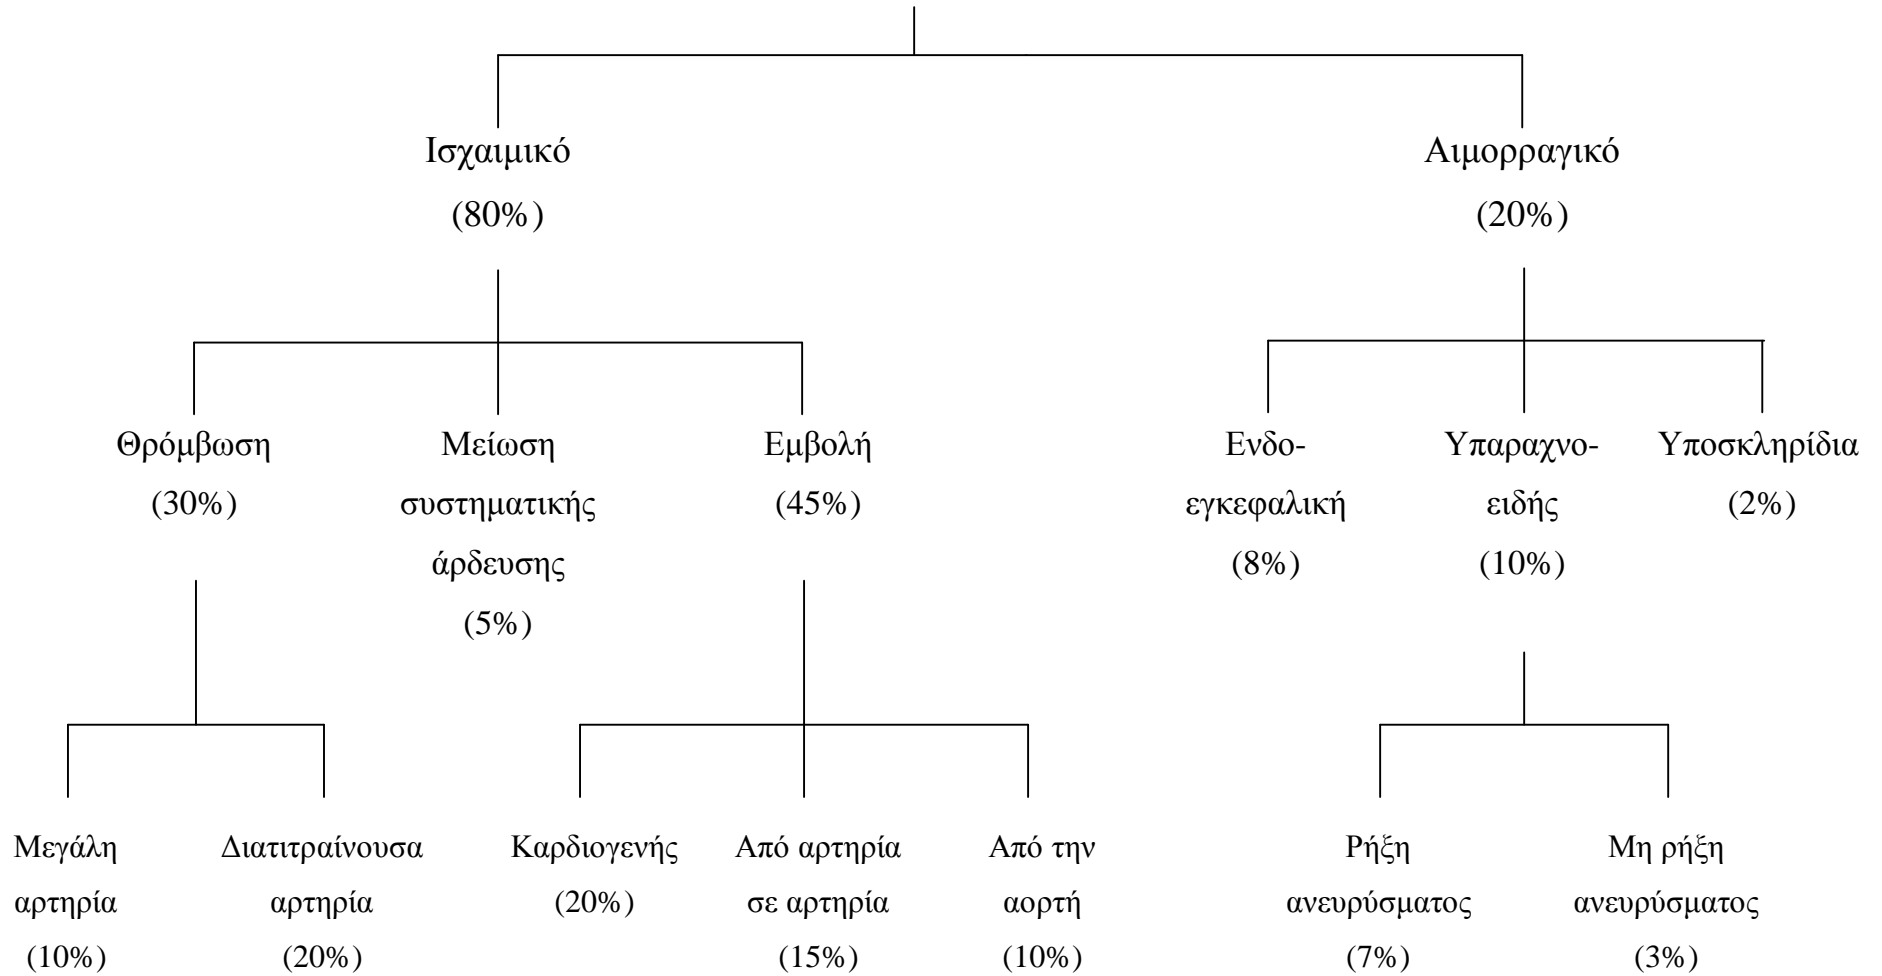 Ισχαιμικό
(80%)
Αιμορραγικό
(20%)
Θρόμβωση
(30%)
Μείωση
συστηματικής
άρδευσης
(5%)
Εμβολή
(45%)
Ενδο-
εγκεφαλική
(8%)
Υπαραχνο-
ειδής
(10%)
Υποσκληρίδια
(2%)
Μεγάλη
αρτηρία
(10%)
Διατιτραίνουσα
αρτηρία
(20%)
Καρδιογενής
(20%)
Από αρτηρία
σε αρτηρία
(15%)
Από την
αορτή
(10%)
Ρήξη
ανευρύσματος
(7%)
Μη ρήξη
ανευρύσματος
(3%)